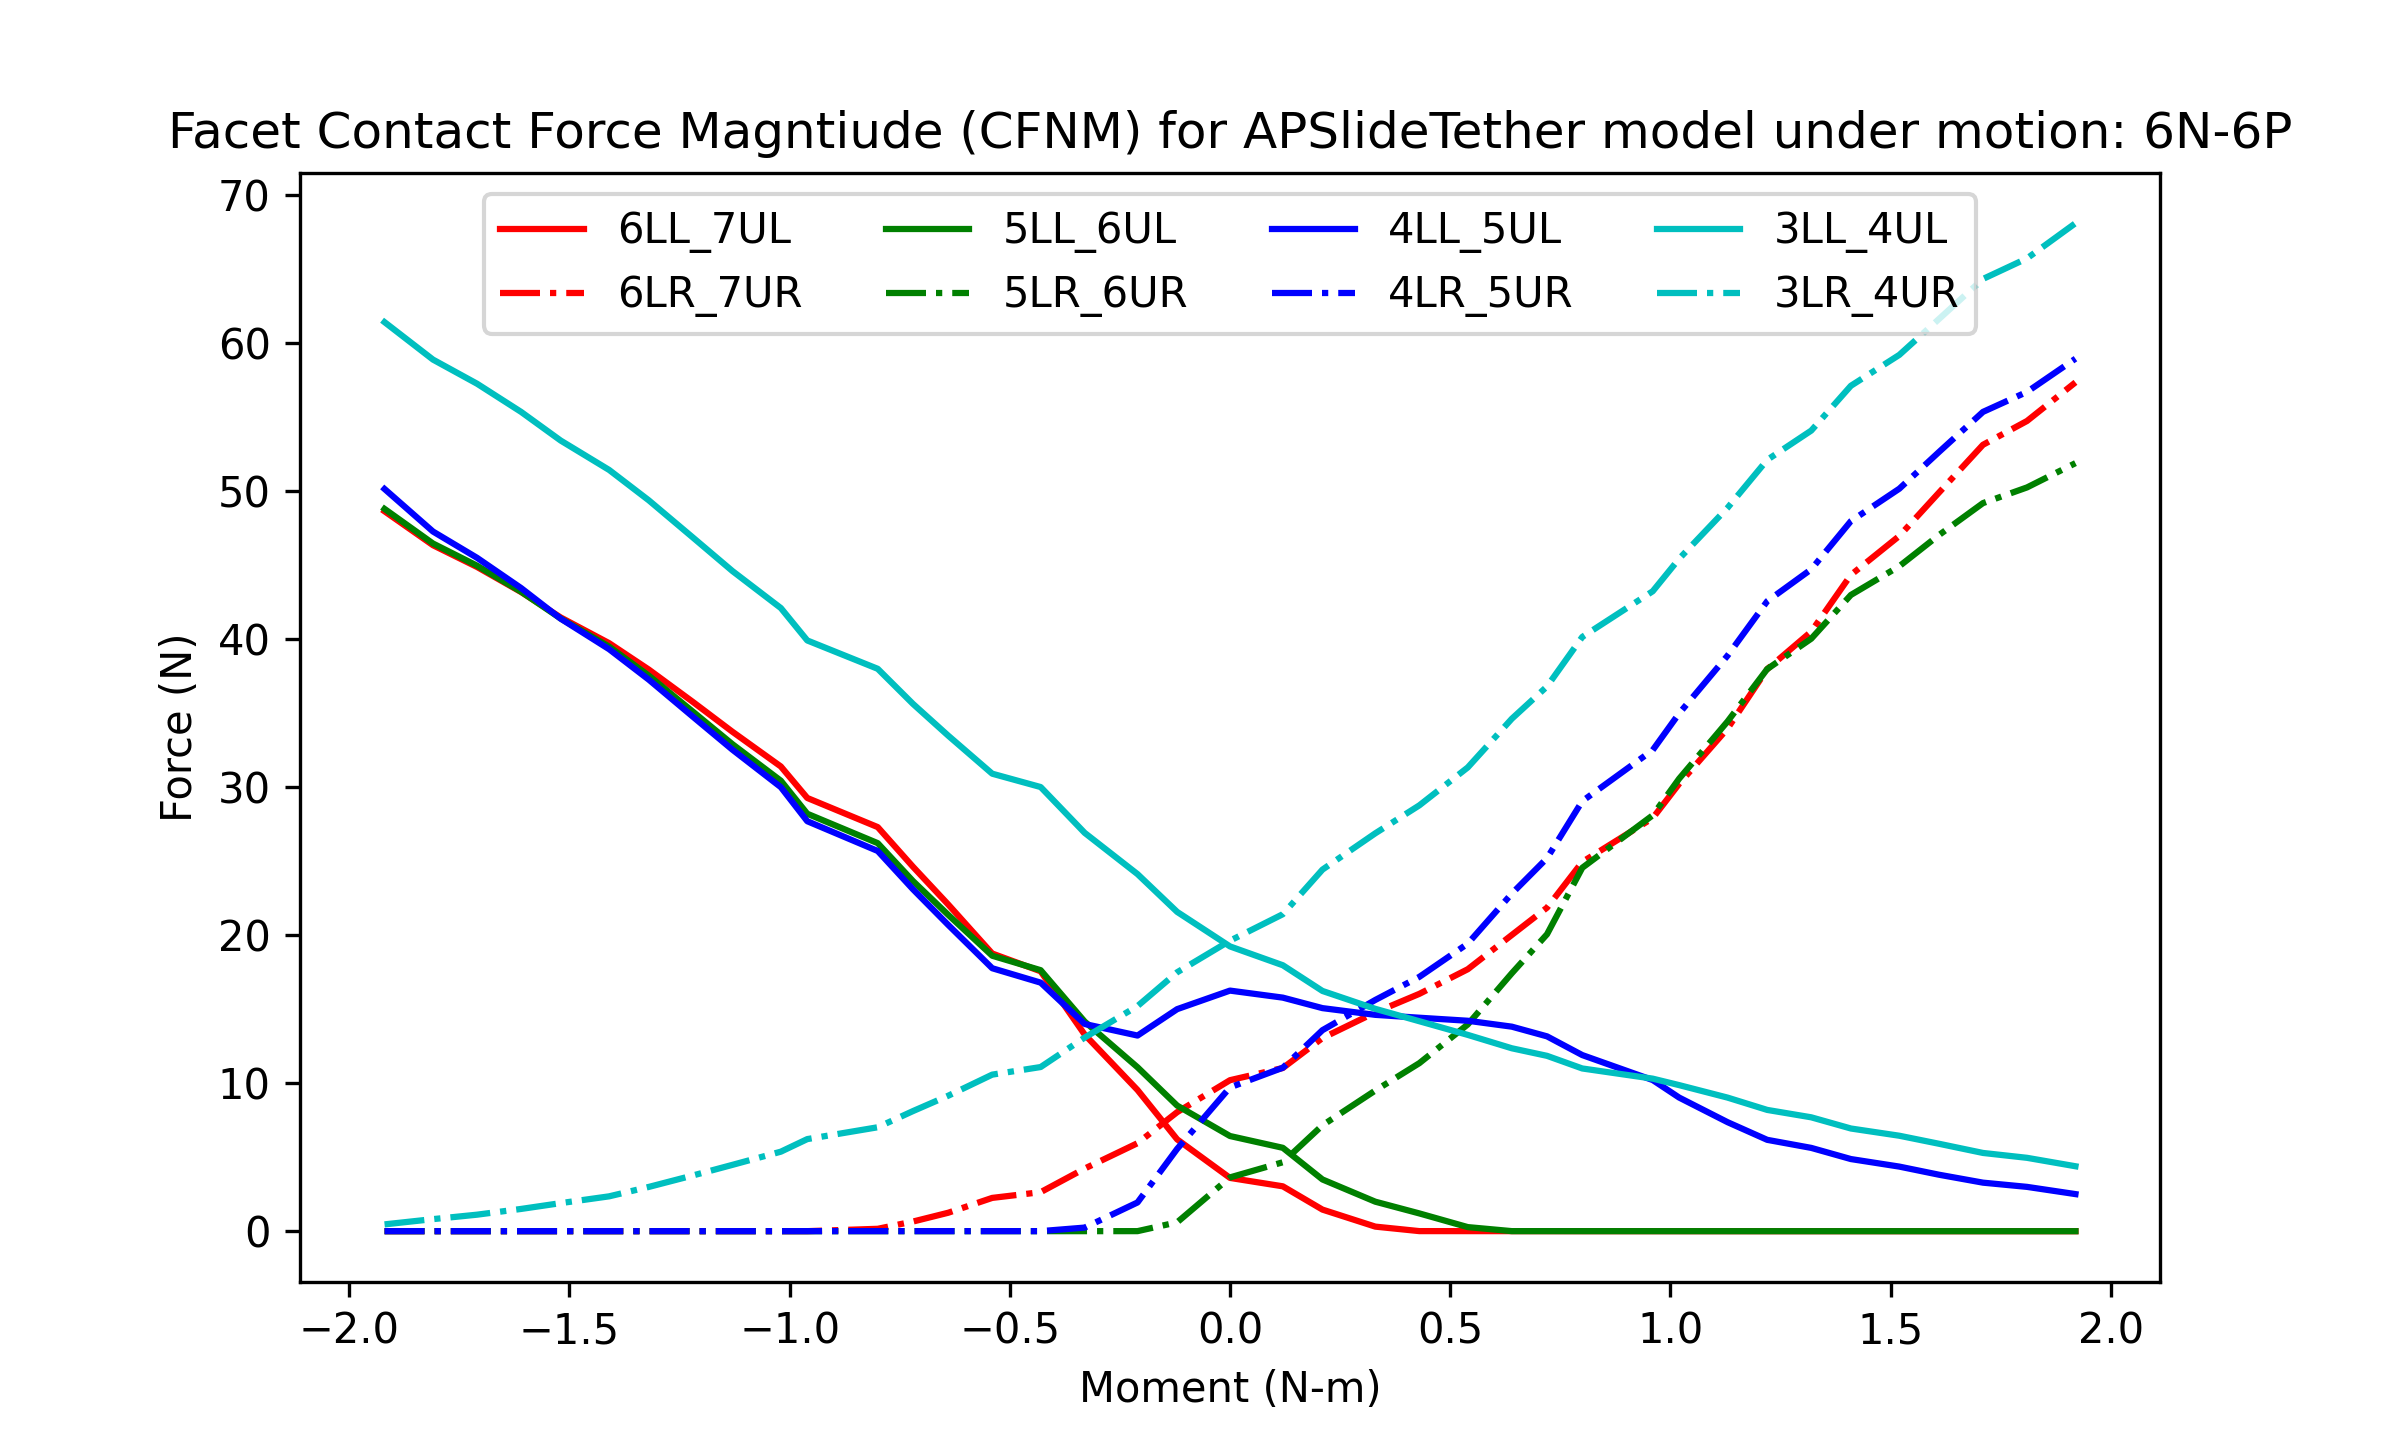 Facet Contact Force Magntiude (CFNM) for APSlideTether model under motion: 6N-6P
6LL_7UL 5LL_6UL 4LL_5UL 3LL_4UL
6LR_7UR 5LR_6UR 4LR_5UR 3LR_4UR
70
60
50
40
30
20
10
0
Force (N)
−2.0 −1.5 −1.0 −0.5 0.0 0.5 1.0 1.5 2.0
Moment (N-m)